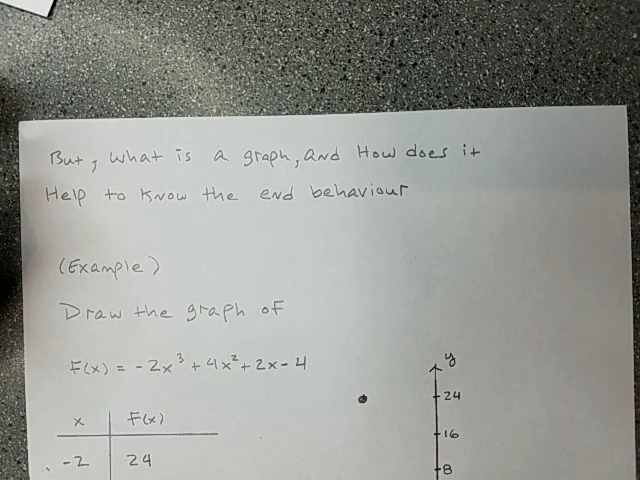 But, what is a graph, and How does it
Help to Know the end behaviour
(Example)
Draw the graph of
F(x) = -2x³ + 4x² + 2x - 4
y
24
16
8
x F(x)
-2 24